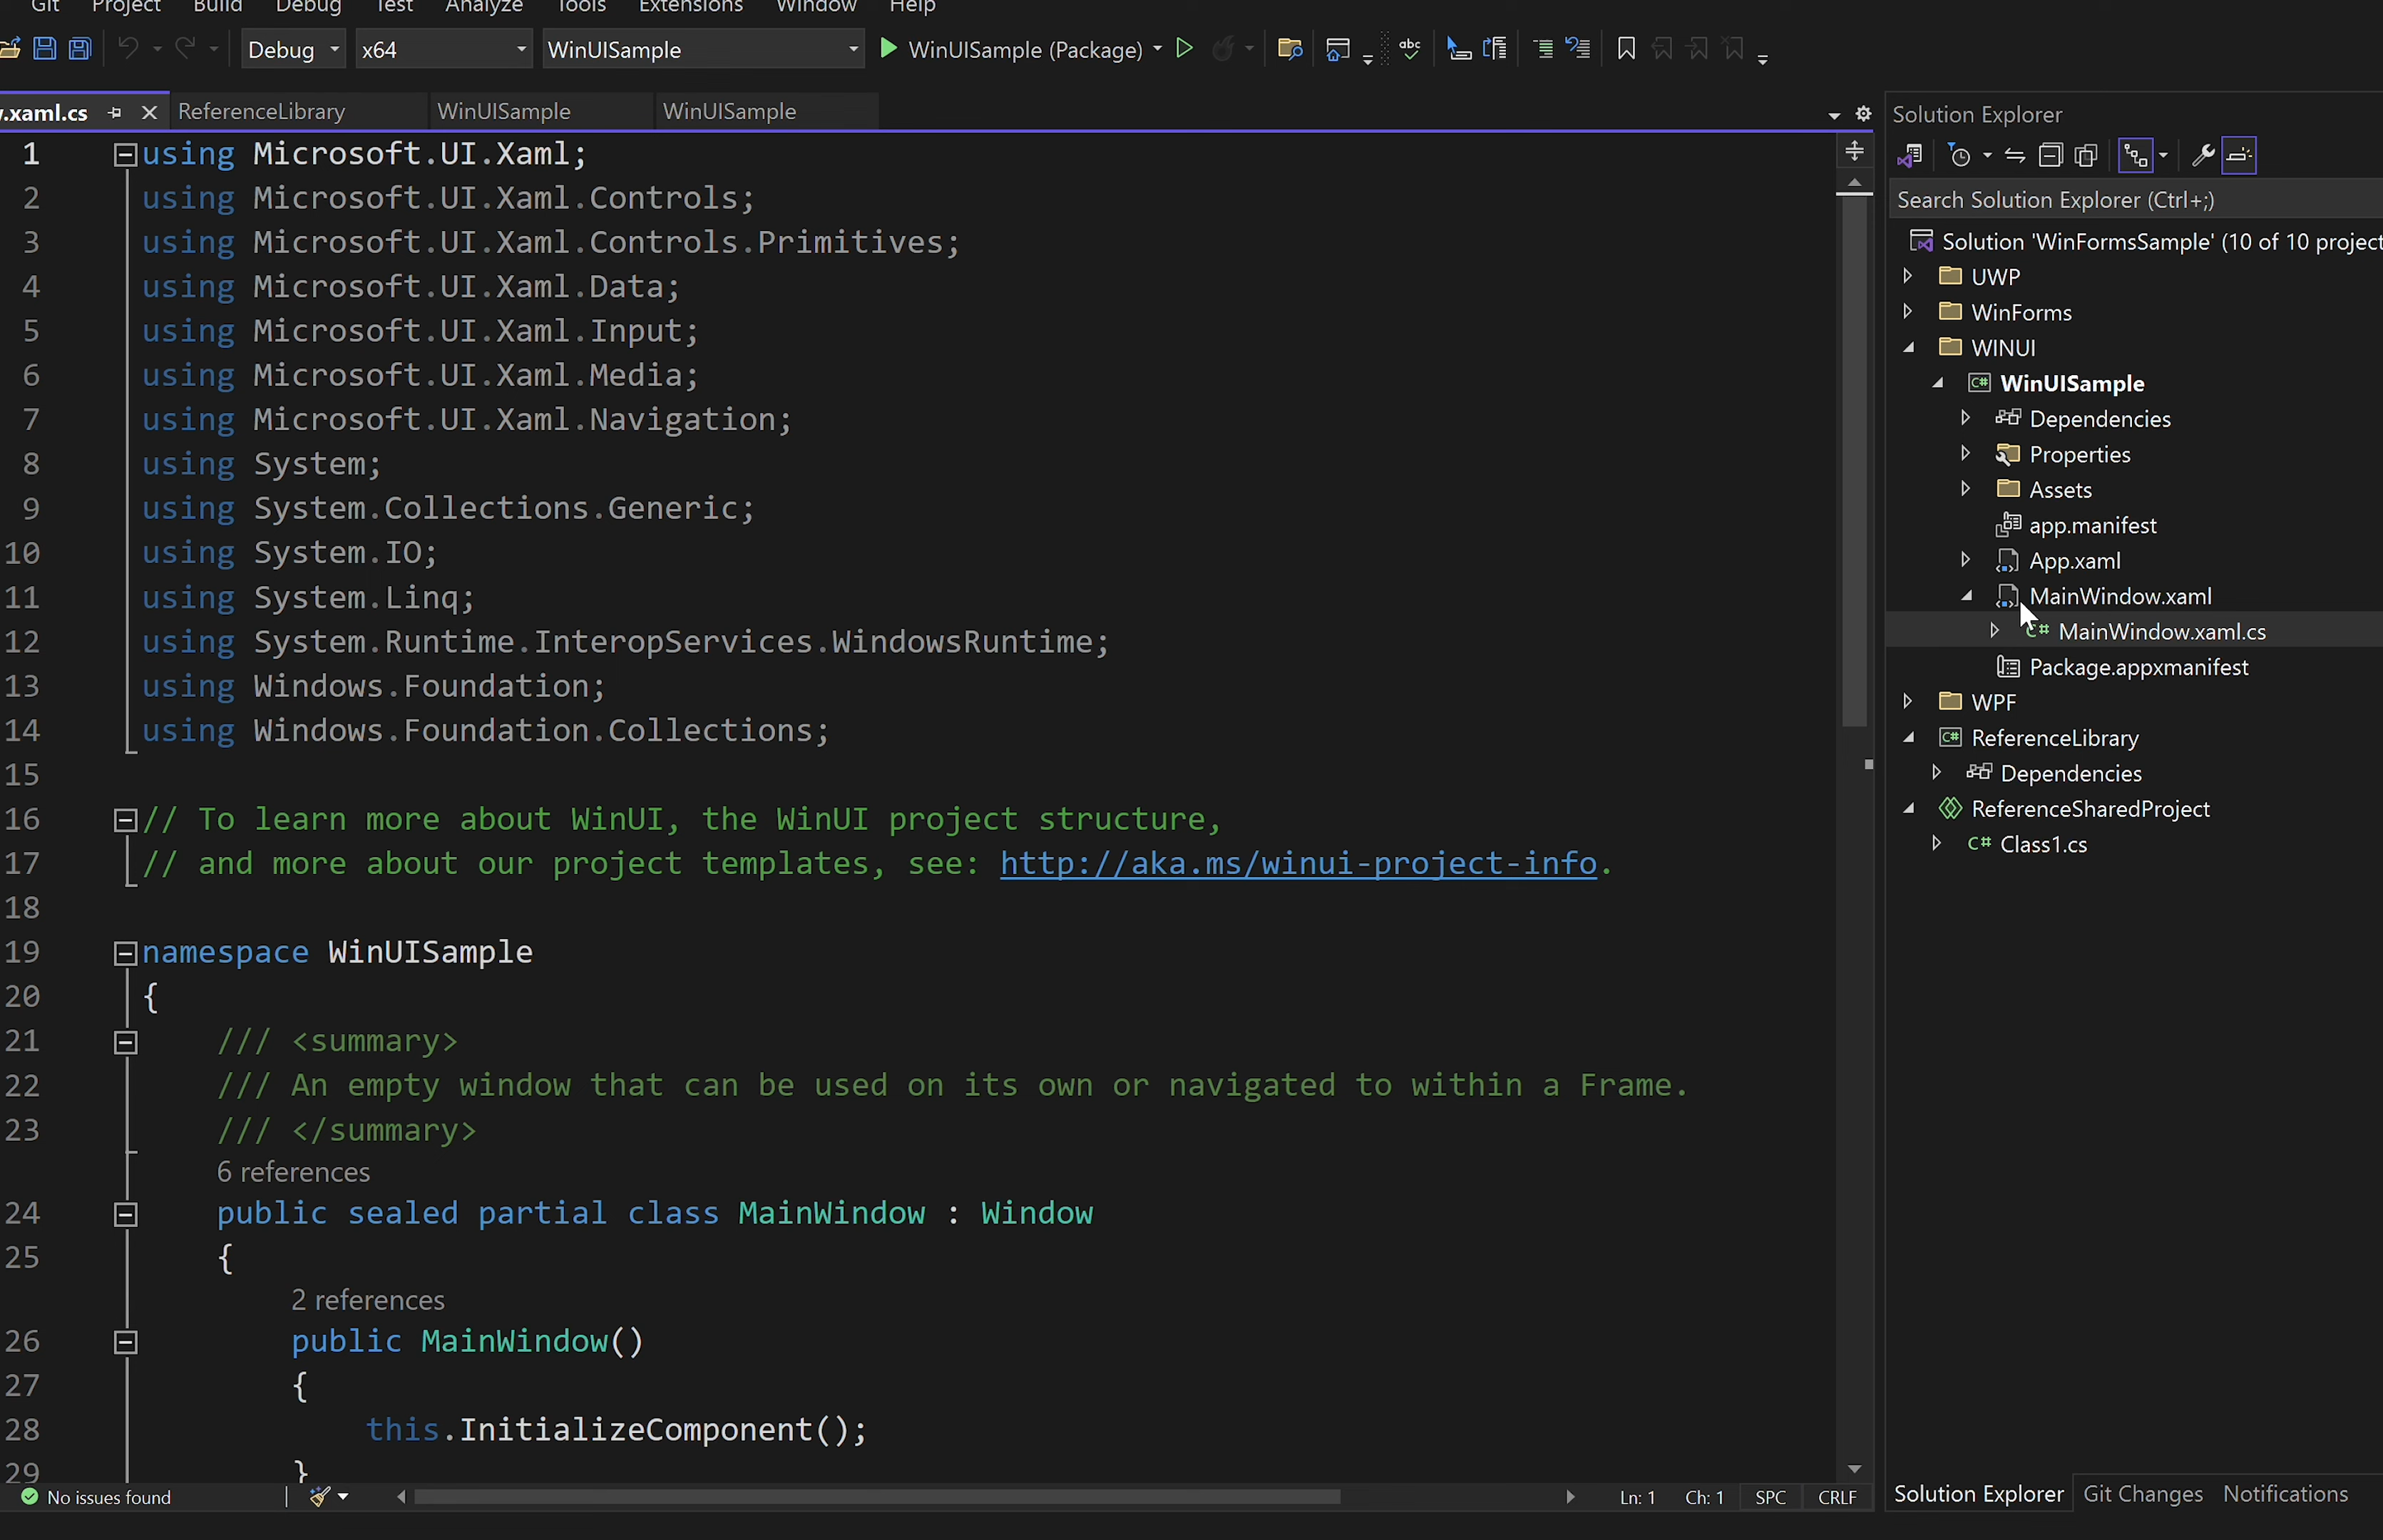 Git Project Build Debug Test Analyze Tools Extensions Window Help
Debug x64 WinUISample WinUISample (Package)
.xaml.cs ReferenceLibrary WinUISample WinUISample
1 using Microsoft.UI.Xaml;
2 using Microsoft.UI.Xaml.Controls;
3 using Microsoft.UI.Xaml.Controls.Primitives;
4 using Microsoft.UI.Xaml.Data;
5 using Microsoft.UI.Xaml.Input;
6 using Microsoft.UI.Xaml.Media;
7 using Microsoft.UI.Xaml.Navigation;
8 using System;
9 using System.Collections.Generic;
10 using System.IO;
11 using System.Linq;
12 using System.Runtime.InteropServices.WindowsRuntime;
13 using Windows.Foundation;
14 using Windows.Foundation.Collections;
15
16 // To learn more about WinUI, the WinUI project structure,
17 // and more about our project templates, see: http://aka.ms/winui-project-info.
18
19 namespace WinUISample
20 {
21 /// <summary>
22 /// An empty window that can be used on its own or navigated to within a Frame.
23 /// </summary>
6 references
24 public sealed partial class MainWindow : Window
25 {
2 references
26 public MainWindow()
27 {
28 this.InitializeComponent();
29 }
No issues found Ln: 1 Ch: 1 SPC CRLF
Solution Explorer
Search Solution Explorer (Ctrl+;)
Solution 'WinFormsSample' (10 of 10 project
UWP
WinForms
WINUI
C# WinUISample
Dependencies
Properties
Assets
app.manifest
App.xaml
MainWindow.xaml
C# MainWindow.xaml.cs
Package.appxmanifest
WPF
C# ReferenceLibrary
Dependencies
ReferenceSharedProject
C# Class1.cs
Solution Explorer Git Changes Notifications